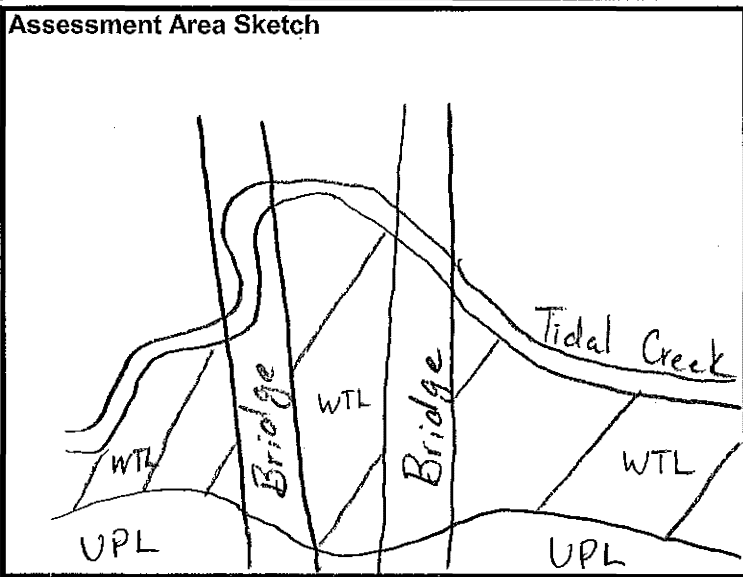 Assessment Area Sketch
Tidal Creek
Bridge
Bridge
WTL
WTL
WTL
UPL
UPL